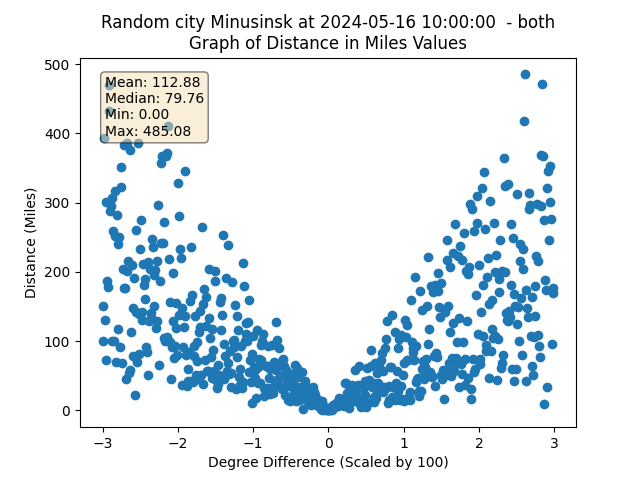 Random city Minusinsk at 2024-05-16 10:00:00  - both
Graph of Distance in Miles Values
Mean: 112.88
Median: 79.76
Min: 0.00
Max: 485.08
500
400
300
200
100
0
Distance (Miles)
−3 −2 −1 0 1 2 3
Degree Difference (Scaled by 100)